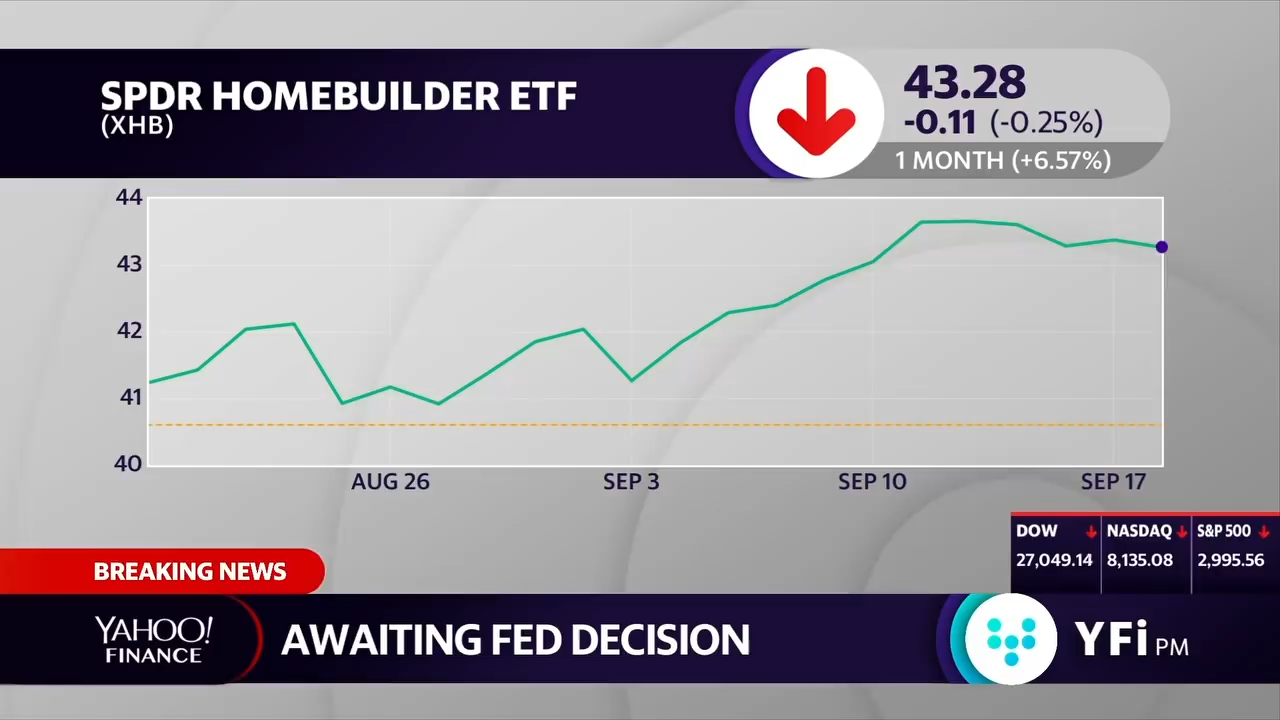 SPDR HOMEBUILDER ETF
(XHB)
43.28
-0.11 (-0.25%)
1 MONTH (+6.57%)
44
43
42
41
40
AUG 26 SEP 3 SEP 10 SEP 17
DOW NASDAQ S&P 500
27,049.14 8,135.08 2,995.56
BREAKING NEWS
YAHOO!
FINANCE
AWAITING FED DECISION
YFi PM